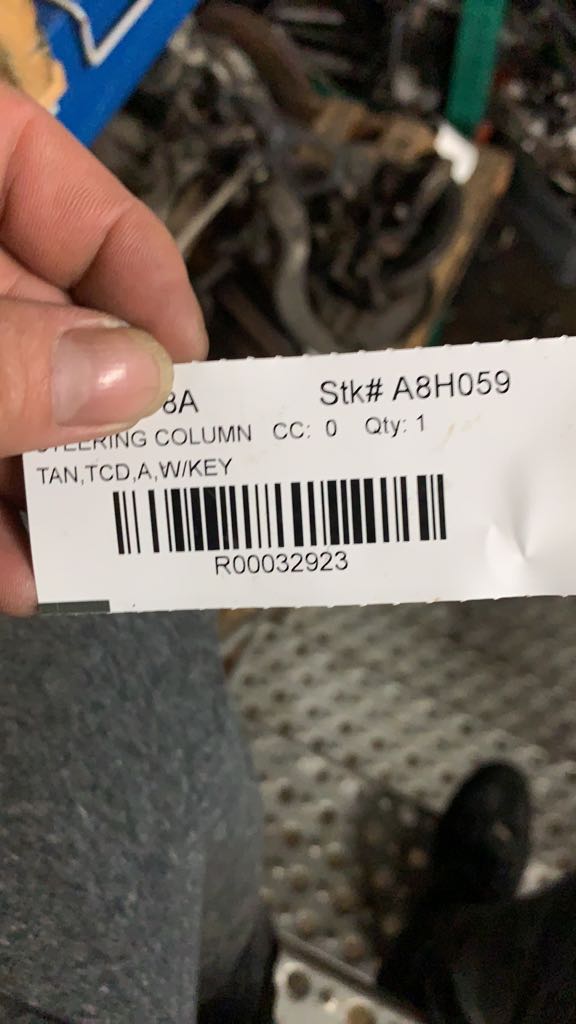 8A Stk# A8H059
STEERING COLUMN CC: 0 Qty: 1
TAN,TCD,A,W/KEY
R00032923